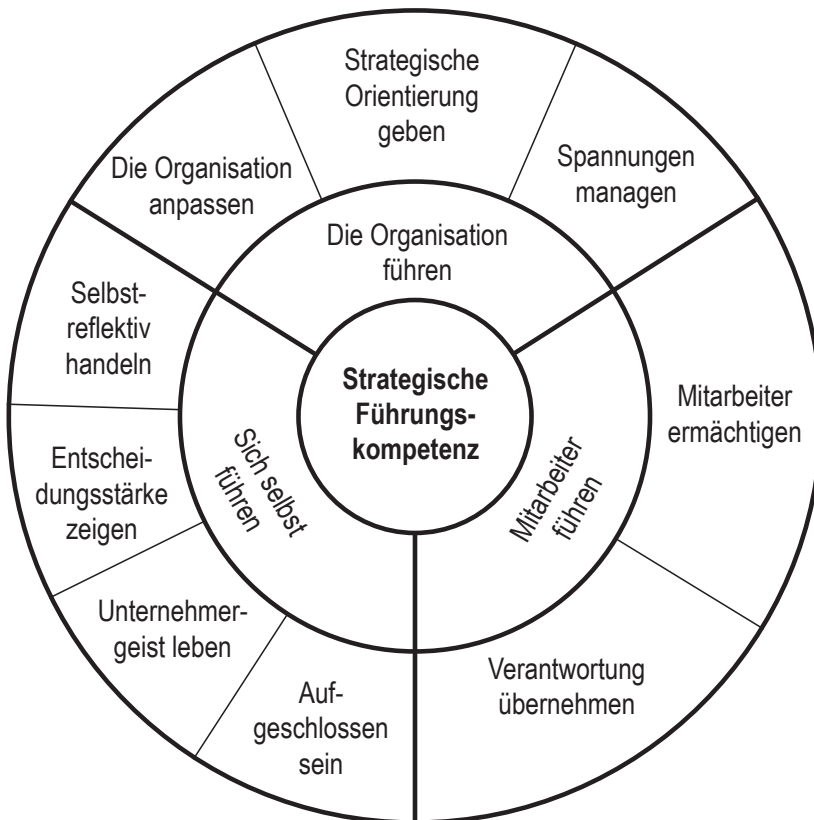 Strategische
Orientierung
geben
Die Organisation
anpassen
Spannungen
managen
Die Organisation
führen
Selbst-
reflektiv
handeln
Strategische
Führungs-
kompetenz
Mitarbeiter
ermächtigen
Sich selbst
führen
Mitarbeiter
führen
Entschei-
dungsstärke
zeigen
Unternehmer-
geist leben
Verantwortung
übernehmen
Auf-
geschlossen
sein